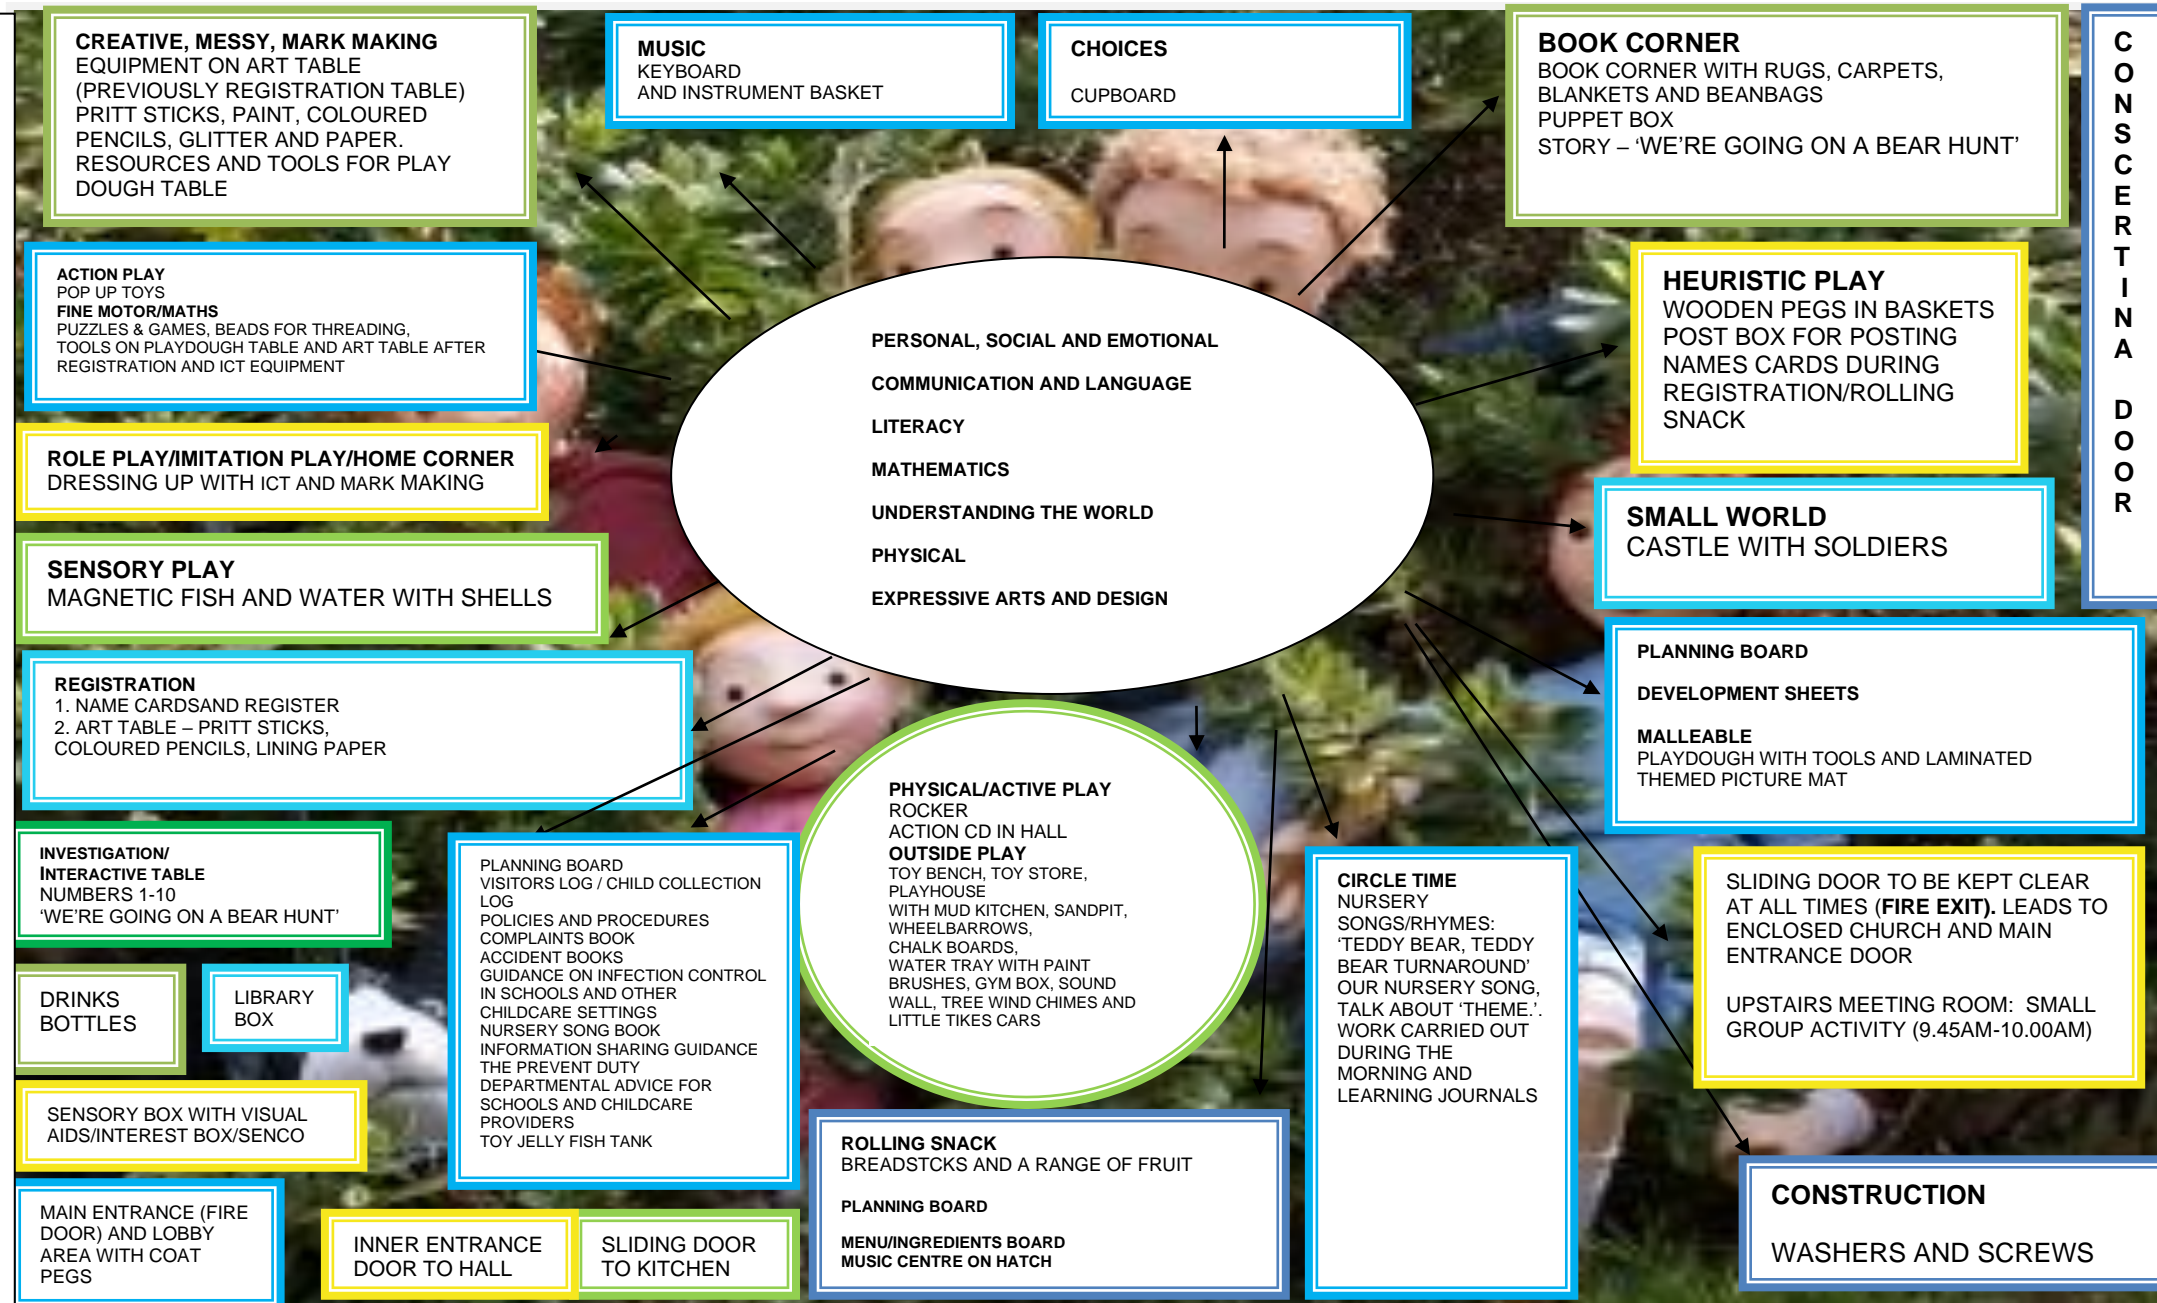 CREATIVE, MESSY, MARK MAKING
EQUIPMENT ON ART TABLE
(PREVIOUSLY REGISTRATION TABLE)
PRITT STICKS, PAINT, COLOURED
PENCILS, GLITTER AND PAPER.
RESOURCES AND TOOLS FOR PLAY
DOUGH TABLE
MUSIC
KEYBOARD
AND INSTRUMENT BASKET
CHOICES
CUPBOARD
BOOK CORNER
BOOK CORNER WITH RUGS, CARPETS,
BLANKETS AND BEANBAGS
PUPPET BOX
STORY – ‘WE’RE GOING ON A BEAR HUNT’
CONSCERTINA DOOR
ACTION PLAY
POP UP TOYS
FINE MOTOR/MATHS
PUZZLES & GAMES, BEADS FOR THREADING,
TOOLS ON PLAYDOUGH TABLE AND ART TABLE AFTER
REGISTRATION AND ICT EQUIPMENT
HEURISTIC PLAY
WOODEN PEGS IN BASKETS
POST BOX FOR POSTING
NAMES CARDS DURING
REGISTRATION/ROLLING
SNACK
PERSONAL, SOCIAL AND EMOTIONAL
COMMUNICATION AND LANGUAGE
LITERACY
MATHEMATICS
UNDERSTANDING THE WORLD
PHYSICAL
EXPRESSIVE ARTS AND DESIGN
ROLE PLAY/IMITATION PLAY/HOME CORNER
DRESSING UP WITH ICT AND MARK MAKING
SMALL WORLD
CASTLE WITH SOLDIERS
SENSORY PLAY
MAGNETIC FISH AND WATER WITH SHELLS
REGISTRATION
1. NAME CARDSAND REGISTER
2. ART TABLE – PRITT STICKS,
COLOURED PENCILS, LINING PAPER
PLANNING BOARD
DEVELOPMENT SHEETS
MALLEABLE
PLAYDOUGH WITH TOOLS AND LAMINATED
THEMED PICTURE MAT
INVESTIGATION/
INTERACTIVE TABLE
NUMBERS 1-10
‘WE’RE GOING ON A BEAR HUNT’
PLANNING BOARD
VISITORS LOG / CHILD COLLECTION
LOG
POLICIES AND PROCEDURES
COMPLAINTS BOOK
ACCIDENT BOOKS
GUIDANCE ON INFECTION CONTROL
IN SCHOOLS AND OTHER
CHILDCARE SETTINGS
NURSERY SONG BOOK
INFORMATION SHARING GUIDANCE
THE PREVENT DUTY
DEPARTMENTAL ADVICE FOR
SCHOOLS AND CHILDCARE
PROVIDERS
TOY JELLY FISH TANK
PHYSICAL/ACTIVE PLAY
ROCKER
ACTION CD IN HALL
OUTSIDE PLAY
TOY BENCH, TOY STORE,
PLAYHOUSE
WITH MUD KITCHEN, SANDPIT,
WHEELBARROWS,
CHALK BOARDS,
WATER TRAY WITH PAINT
BRUSHES, GYM BOX, SOUND
WALL, TREE WIND CHIMES AND
LITTLE TIKES CARS
CIRCLE TIME
NURSERY
SONGS/RHYMES:
‘TEDDY BEAR, TEDDY
BEAR TURNAROUND’
OUR NURSERY SONG,
TALK ABOUT ‘THEME.’.
WORK CARRIED OUT
DURING THE
MORNING AND
LEARNING JOURNALS
SLIDING DOOR TO BE KEPT CLEAR
AT ALL TIMES (FIRE EXIT). LEADS TO
ENCLOSED CHURCH AND MAIN
ENTRANCE DOOR
UPSTAIRS MEETING ROOM: SMALL
GROUP ACTIVITY (9.45AM-10.00AM)
DRINKS
BOTTLES
LIBRARY
BOX
SENSORY BOX WITH VISUAL
AIDS/INTEREST BOX/SENCO
ROLLING SNACK
BREADSTCKS AND A RANGE OF FRUIT
PLANNING BOARD
MENU/INGREDIENTS BOARD
MUSIC CENTRE ON HATCH
CONSTRUCTION
WASHERS AND SCREWS
MAIN ENTRANCE (FIRE
DOOR) AND LOBBY
AREA WITH COAT
PEGS
INNER ENTRANCE
DOOR TO HALL
SLIDING DOOR
TO KITCHEN